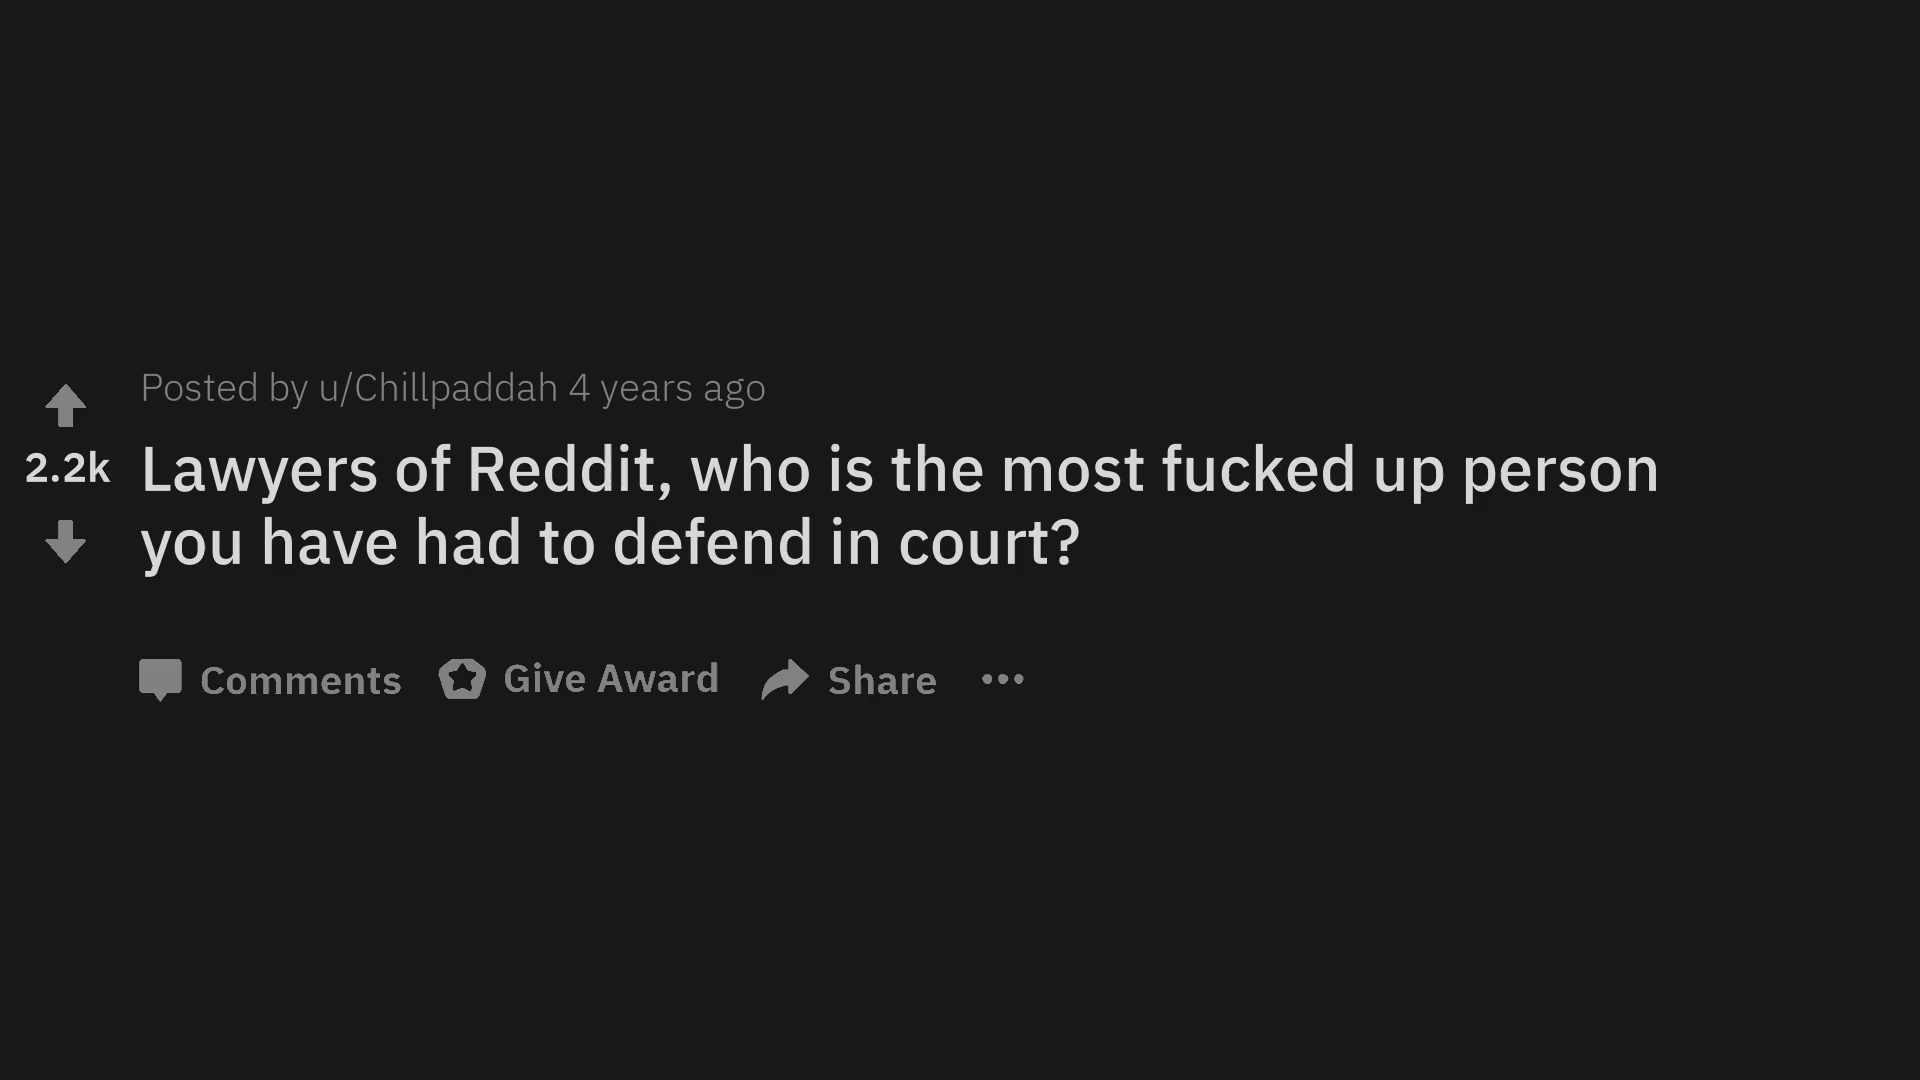 Posted by u/Chillpaddah 4 years ago
2.2k
Lawyers of Reddit, who is the most fucked up person
you have had to defend in court?
Comments Give Award Share